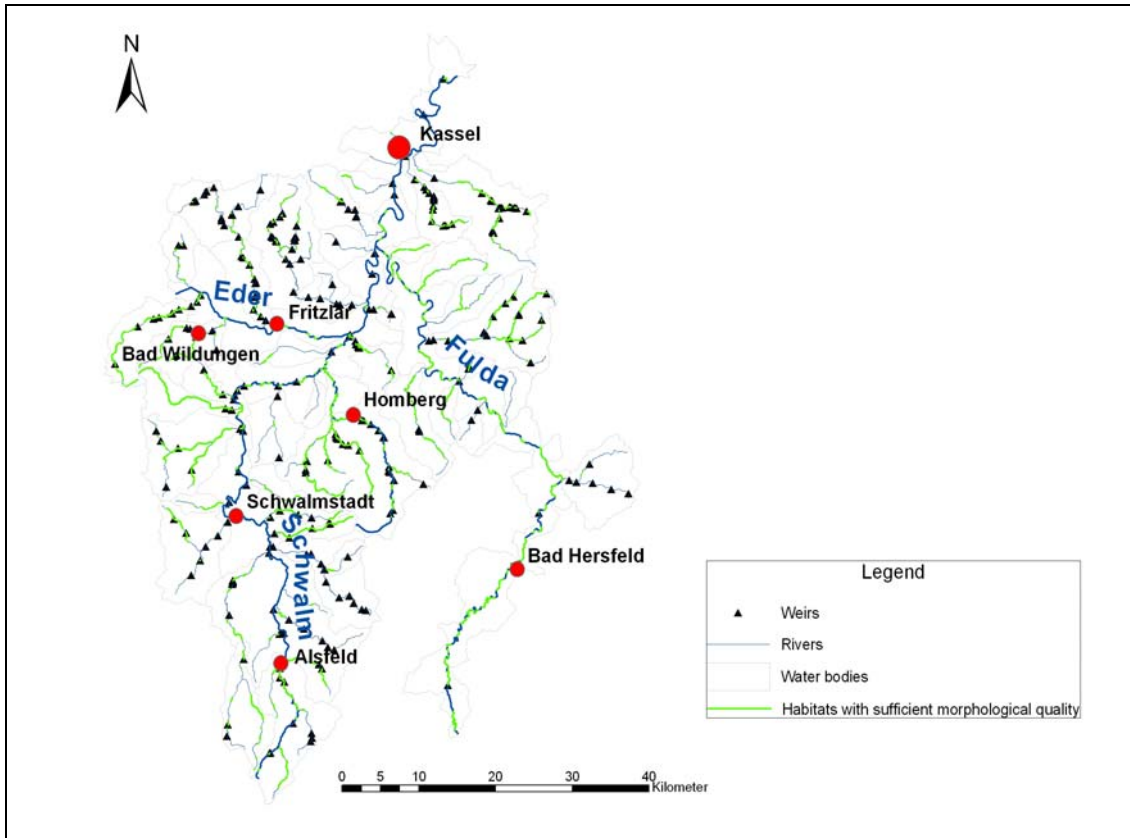 N
Kassel
Eder
Fritzlar
Bad Wildungen
Fulda
Homberg
Schwalmstadt
Schwalm
Bad Hersfeld
Alsfeld
Legend
Weirs
Rivers
Water bodies
Habitats with sufficient morphological quality
0 5 10 20 30 40
Kilometer